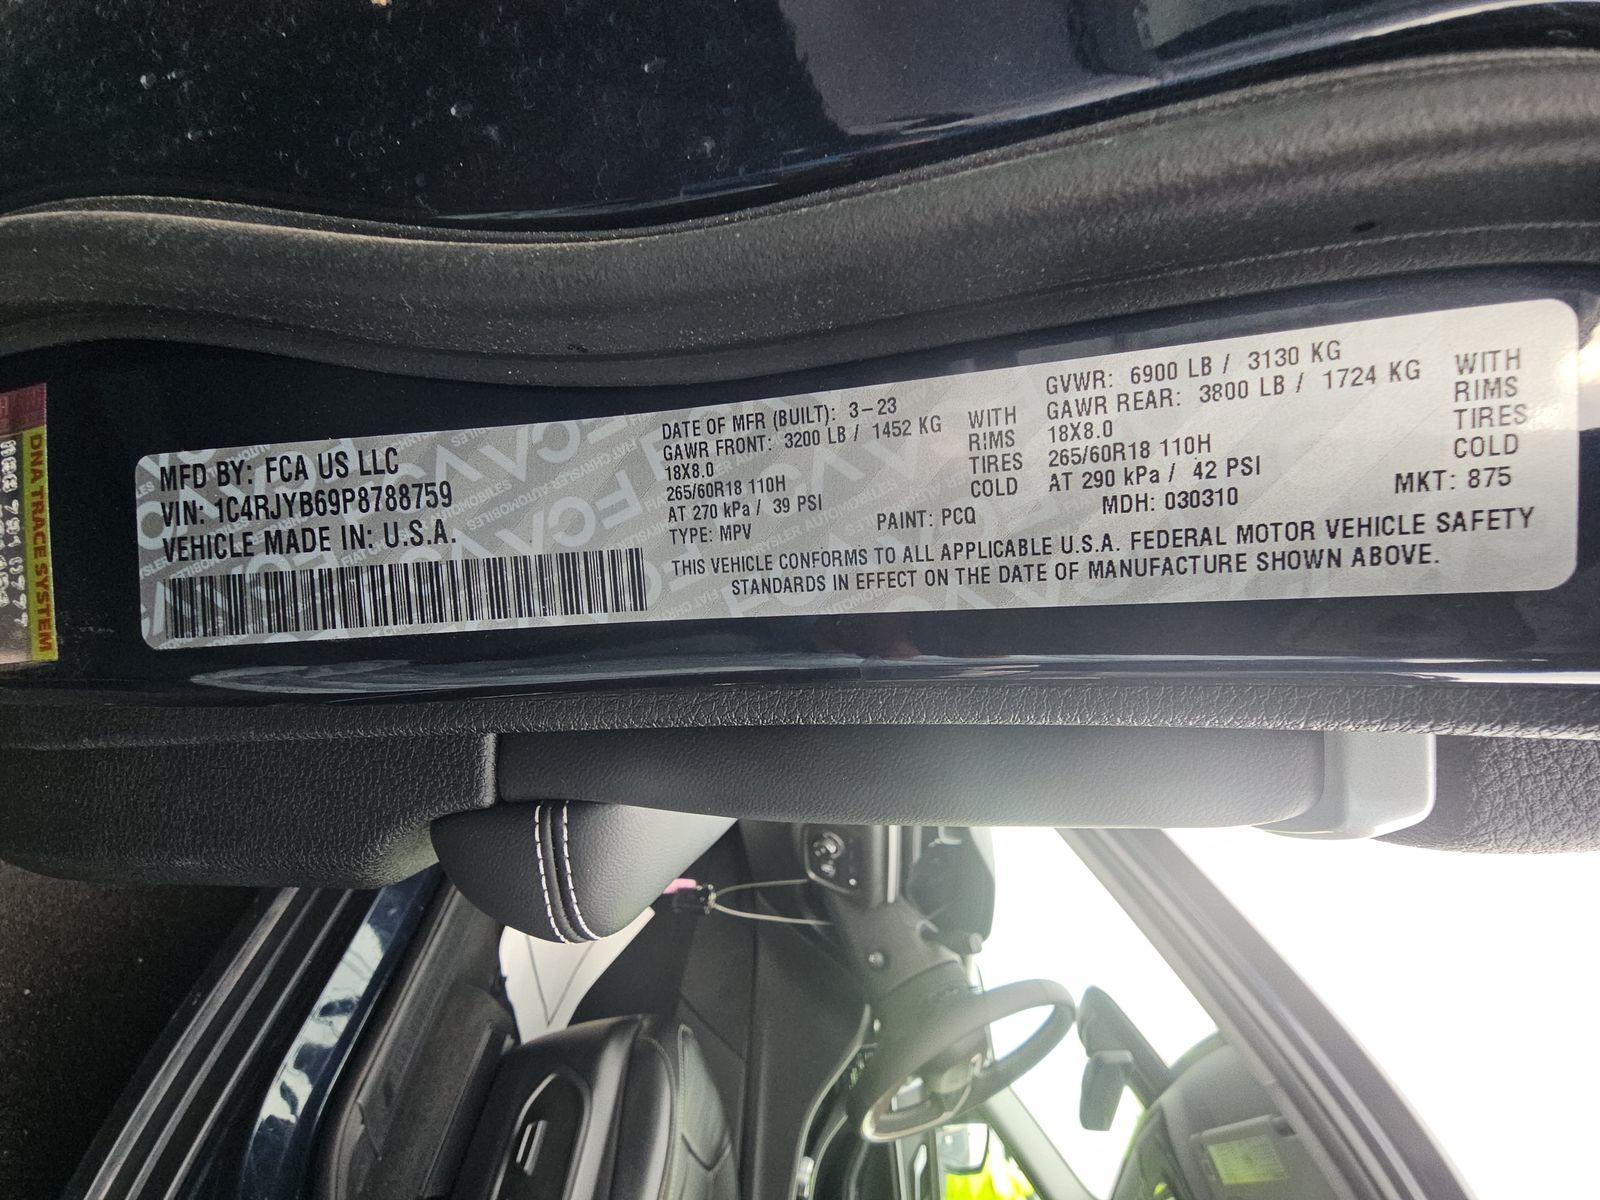 MFD BY: FCA US LLC
VIN: 1C4RJYB69P8788759
VEHICLE MADE IN: U.S.A.
DATE OF MFR (BUILT): 3-23
GAWR FRONT: 3200 LB / 1452 KG WITH
18X8.0 RIMS
265/60R18 110H TIRES
AT 270 kPa / 39 PSI COLD
TYPE: MPV PAINT: PCQ
GVWR: 6900 LB / 3130 KG
GAWR REAR: 3800 LB / 1724 KG WITH
18X8.0 RIMS
265/60R18 110H TIRES
AT 290 kPa / 42 PSI COLD
MDH: 030310 MKT: 875
THIS VEHICLE CONFORMS TO ALL APPLICABLE U.S.A. FEDERAL MOTOR VEHICLE SAFETY
STANDARDS IN EFFECT ON THE DATE OF MANUFACTURE SHOWN ABOVE.
DNA TRACE SYSTEM